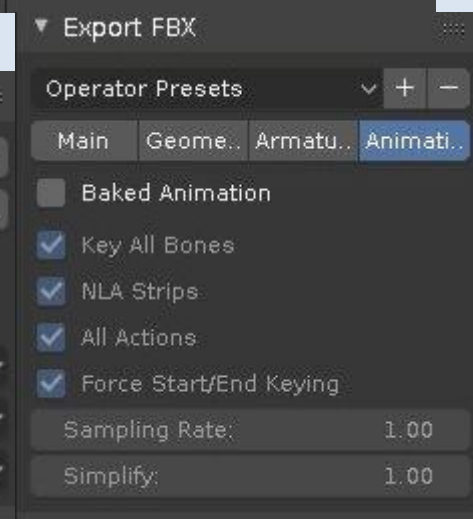 Export FBX
Operator Presets
Main Geome.. Armatu.. Animati..
Baked Animation
Key All Bones
NLA Strips
All Actions
Force Start/End Keying
Sampling Rate: 1.00
Simplify: 1.00